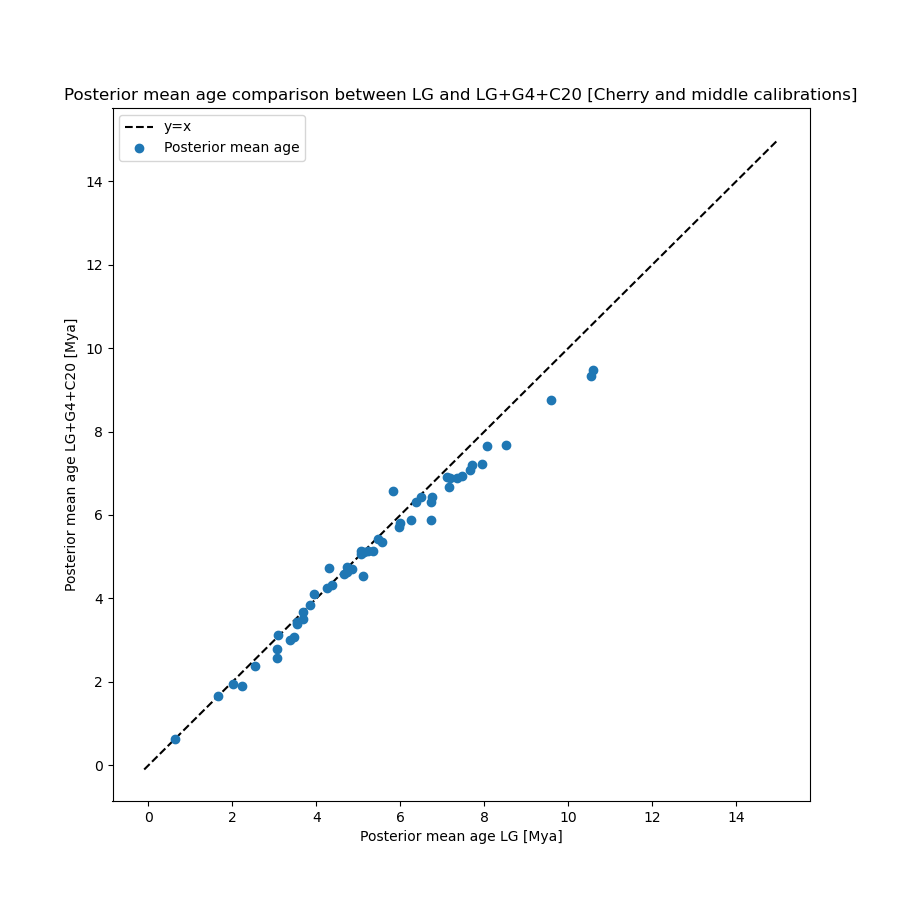 Posterior mean age comparison between LG and LG+G4+C20 [Cherry and middle calibrations]
y=x
Posterior mean age
14
12
10
8
6
4
2
0
Posterior mean age LG+G4+C20 [Mya]
0 2 4 6 8 10 12 14
Posterior mean age LG [Mya]